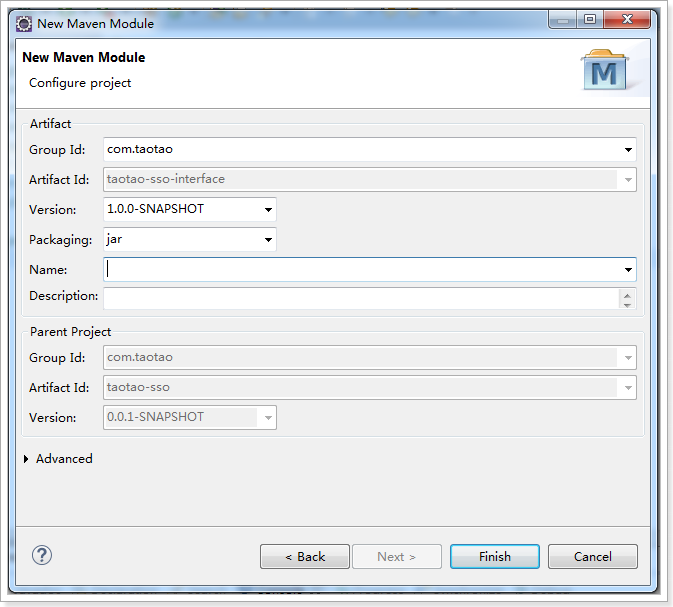 New Maven Module
New Maven Module
Configure project
M
Artifact
Group Id: com.taotao
Artifact Id: taotao-sso-interface
Version: 1.0.0-SNAPSHOT
Packaging: jar
Name:
Description:
Parent Project
Group Id: com.taotao
Artifact Id: taotao-sso
Version: 0.0.1-SNAPSHOT
Advanced
? < Back Next > Finish Cancel